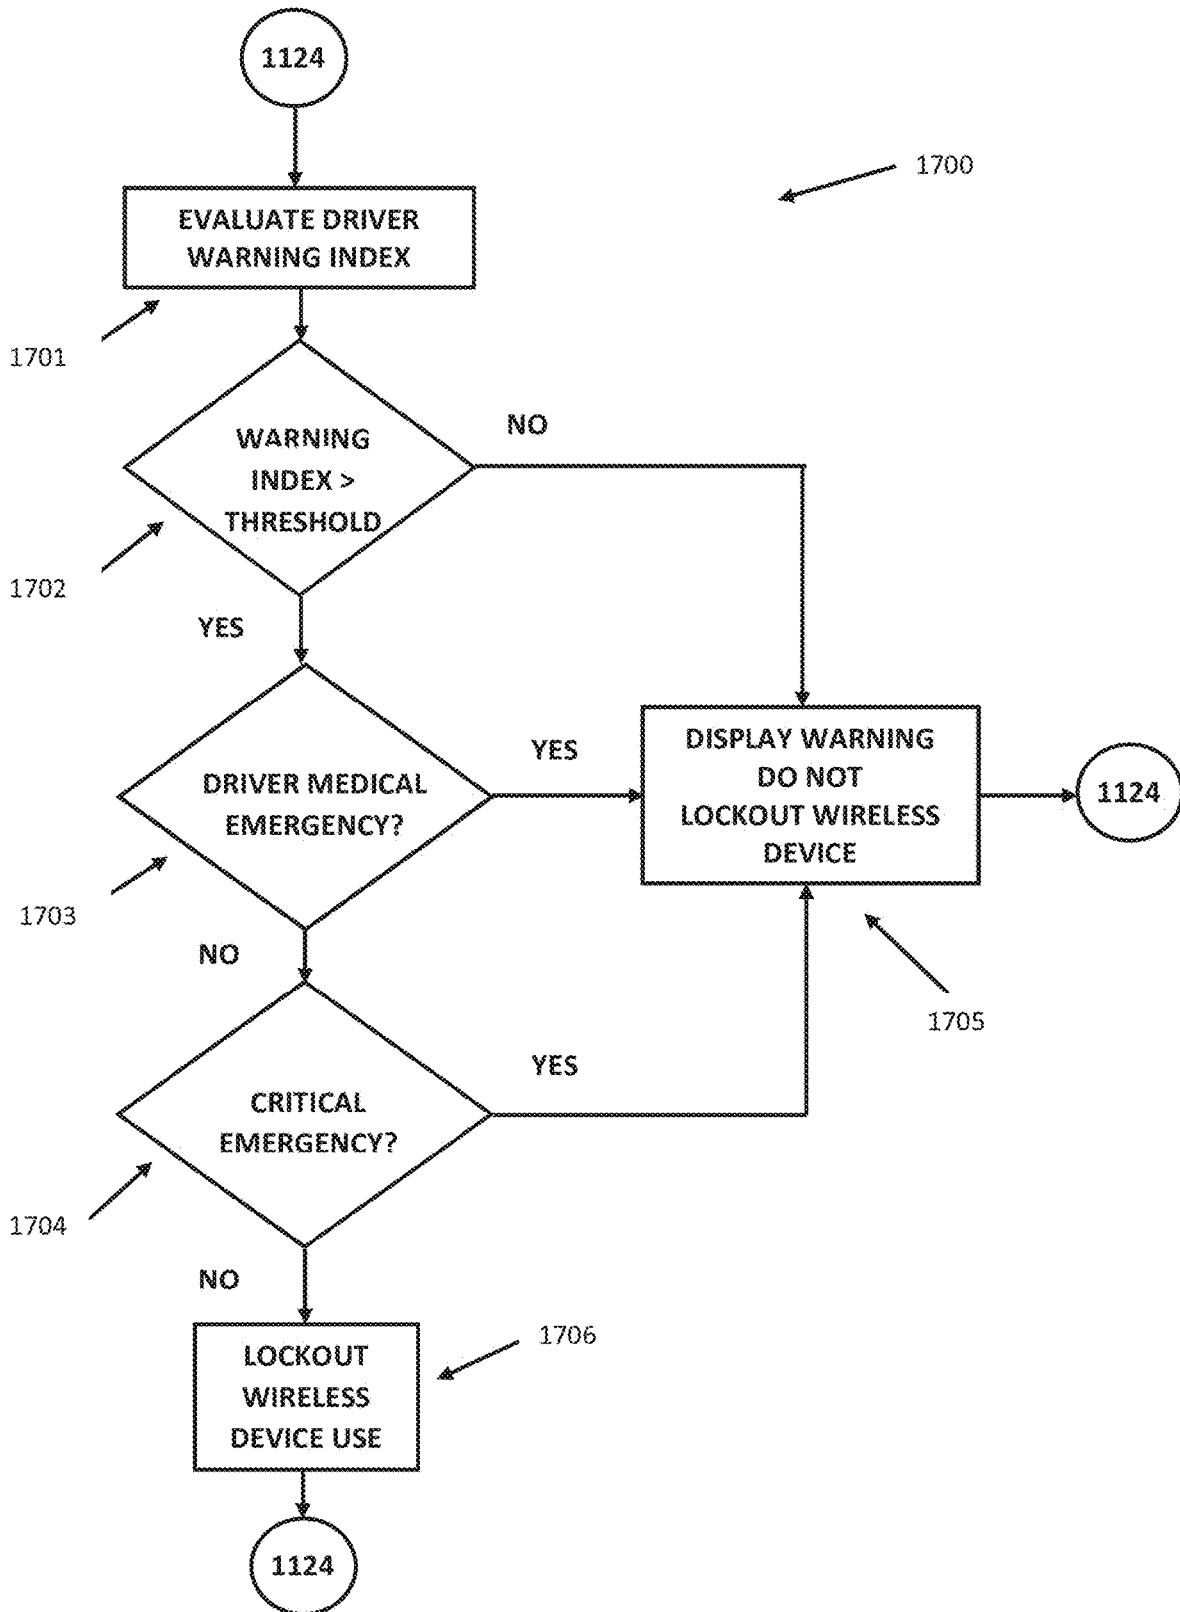 1124
1700
EVALUATE DRIVER
WARNING INDEX
1701
NO
WARNING
INDEX >
THRESHOLD
1702
YES
YES
DRIVER MEDICAL
EMERGENCY?
DISPLAY WARNING
DO NOT
LOCKOUT WIRELESS
DEVICE
1124
1703
NO
1705
YES
CRITICAL
EMERGENCY?
1704
NO
1706
LOCKOUT
WIRELESS
DEVICE USE
1124